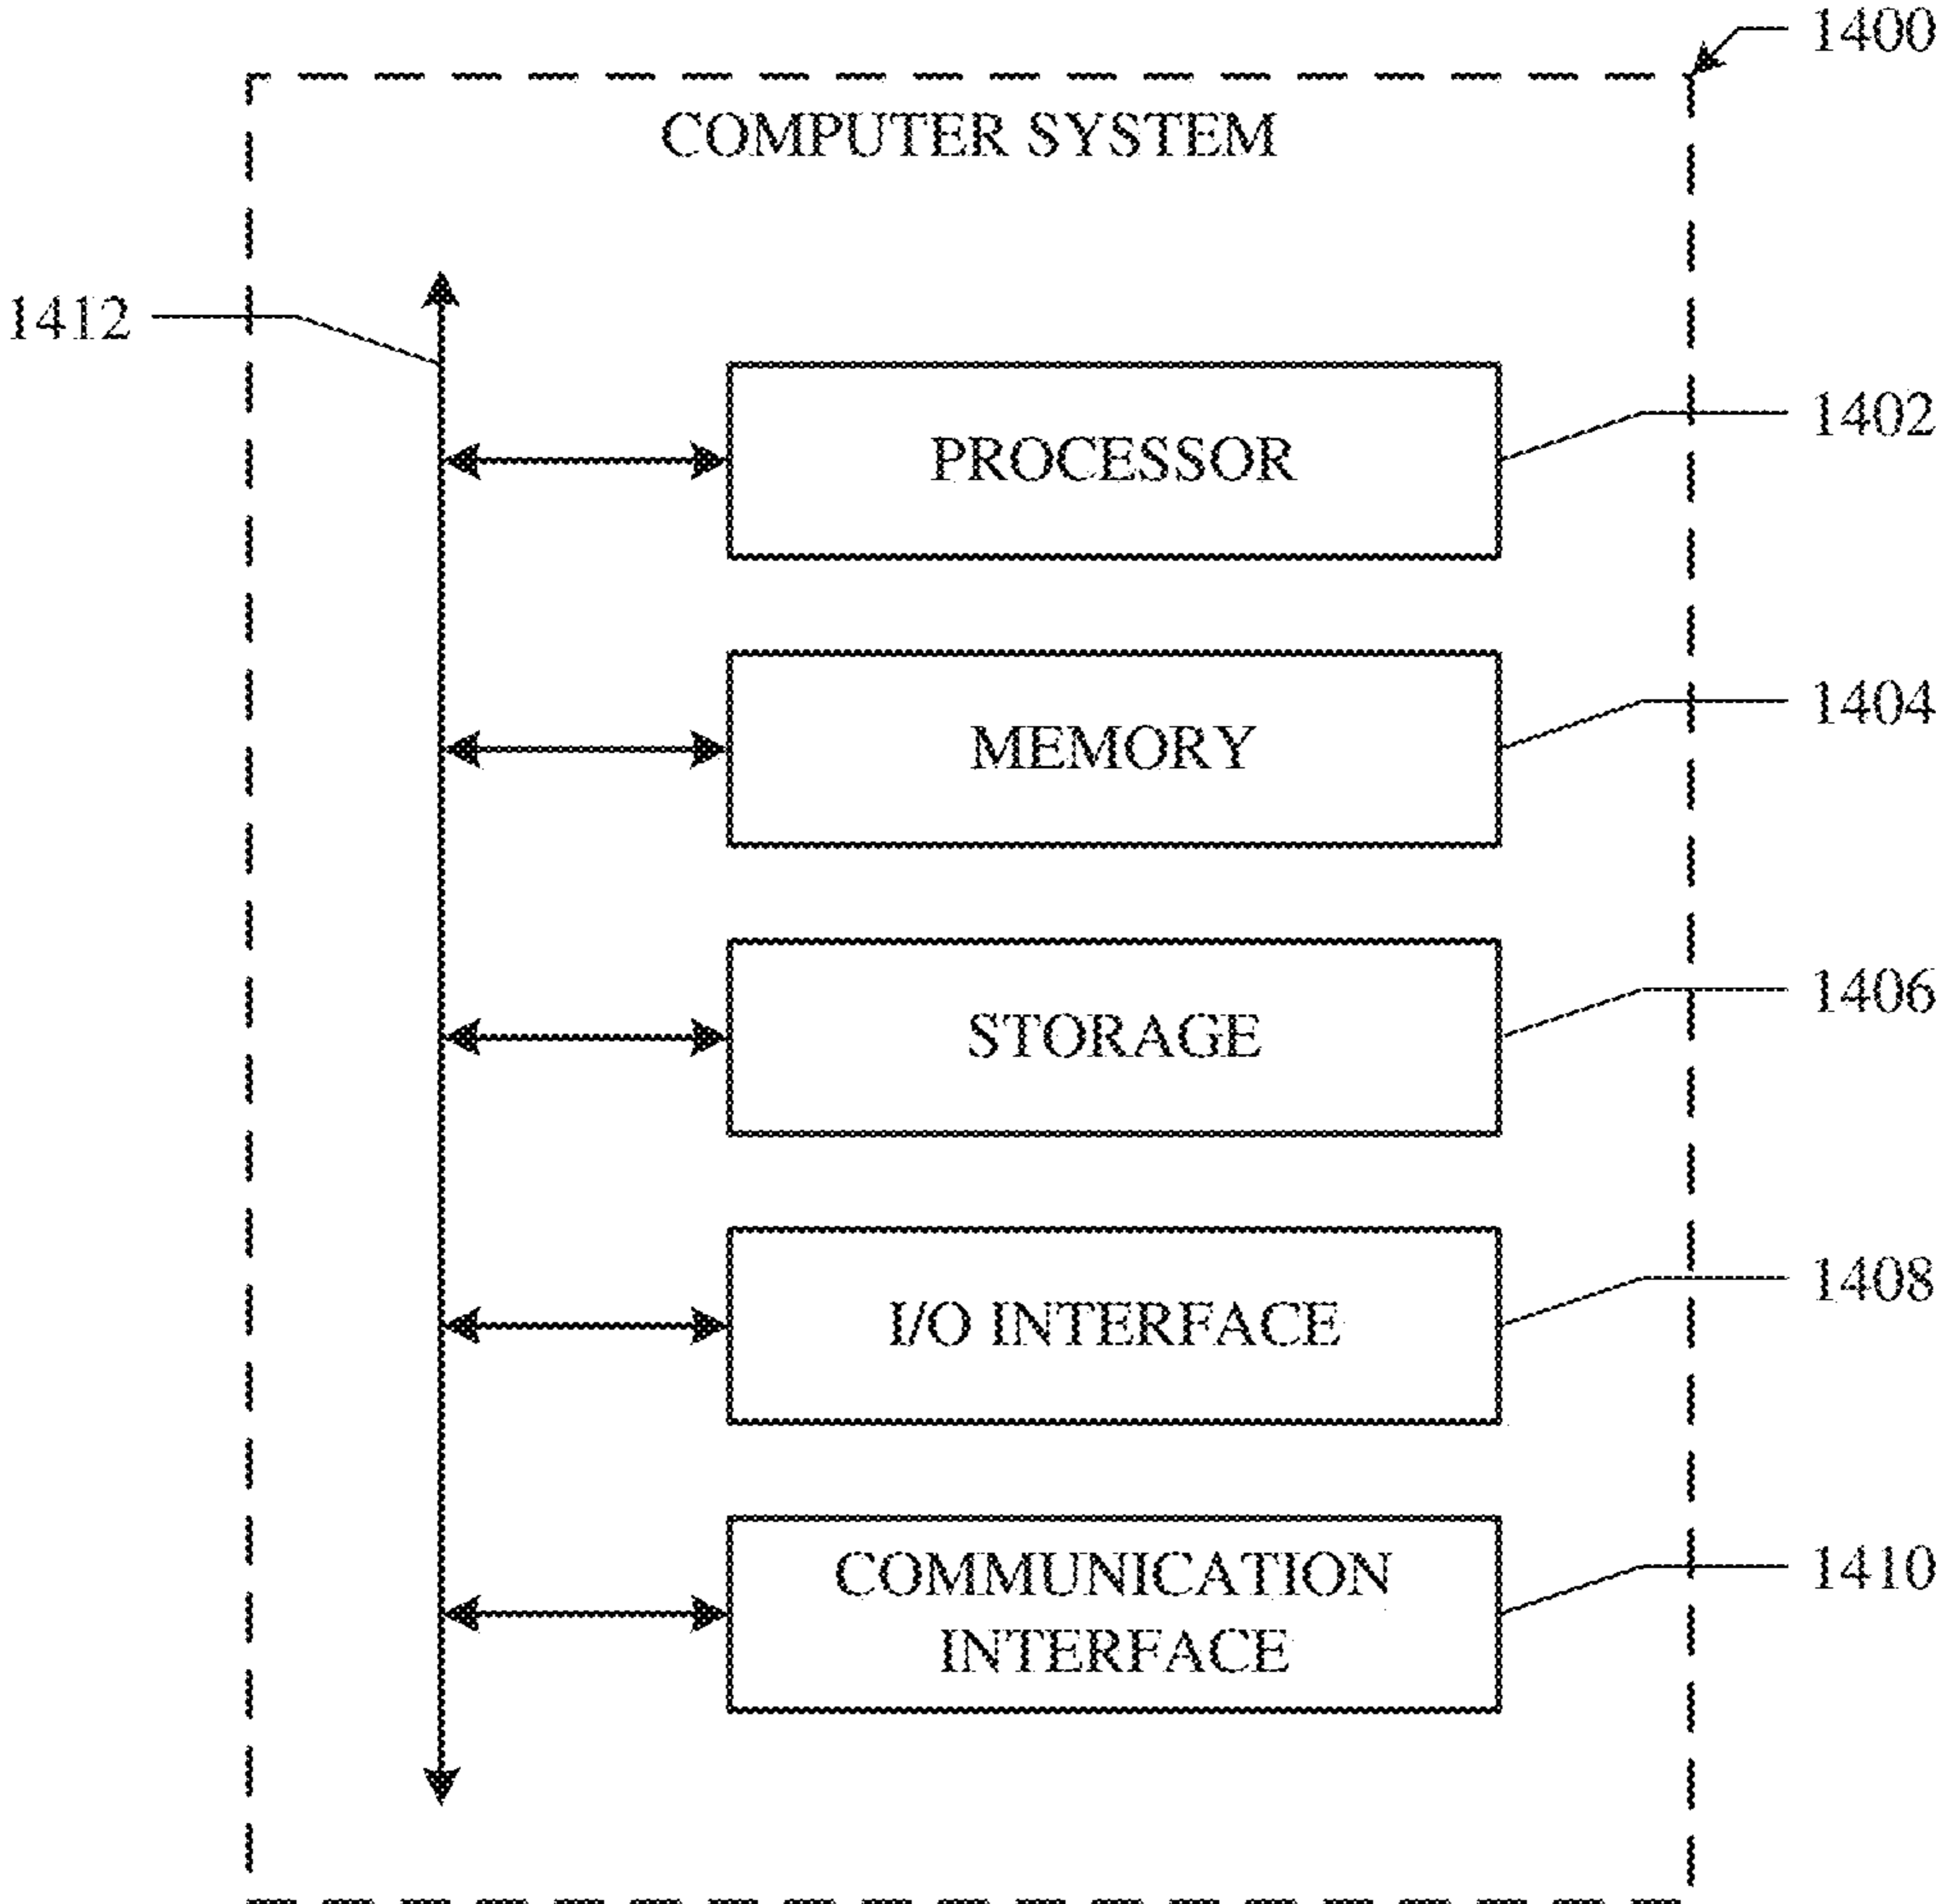 1400
COMPUTER SYSTEM
1412
1402
PROCESSOR
1404
MEMORY
1406
STORAGE
1408
I/O INTERFACE
1410
COMMUNICATION
INTERFACE